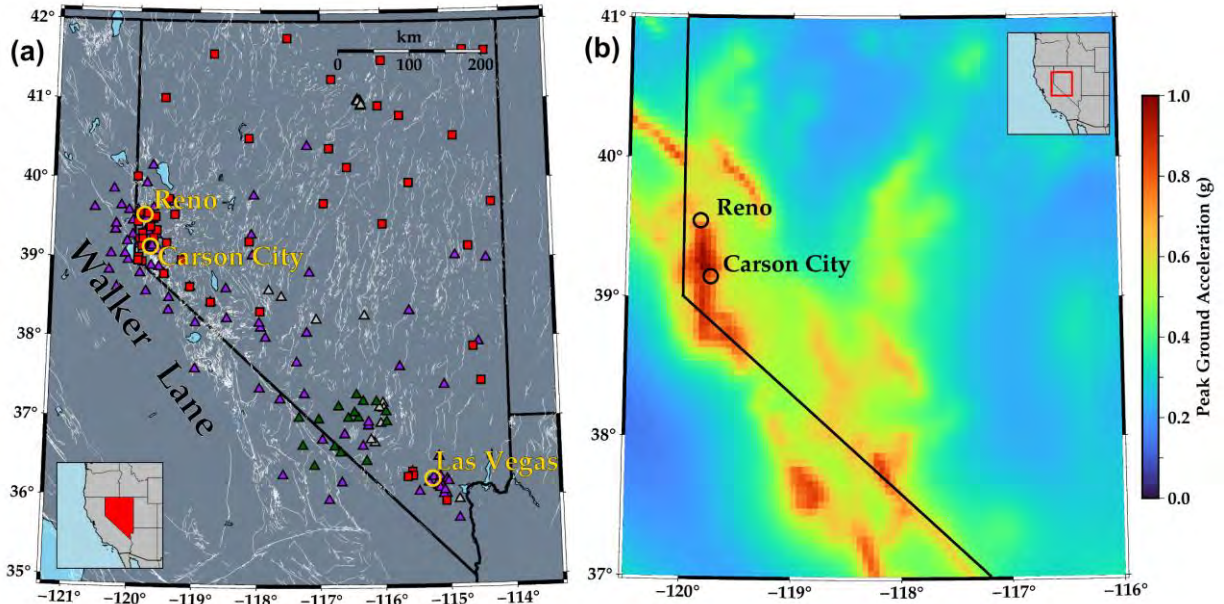 (a)
km
0 100 200
42°
41°
40°
39°
38°
37°
36°
35°
−121° −120° −119° −118° −117° −116° −115° −114°
Reno
Carson City
Walker
Lane
Las Vegas
(b)
41°
40°
39°
38°
37°
−120° −119° −118° −117° −116°
Reno
Carson City
1.0
0.8
0.6
0.4
0.2
0.0
Peak Ground Acceleration (g)